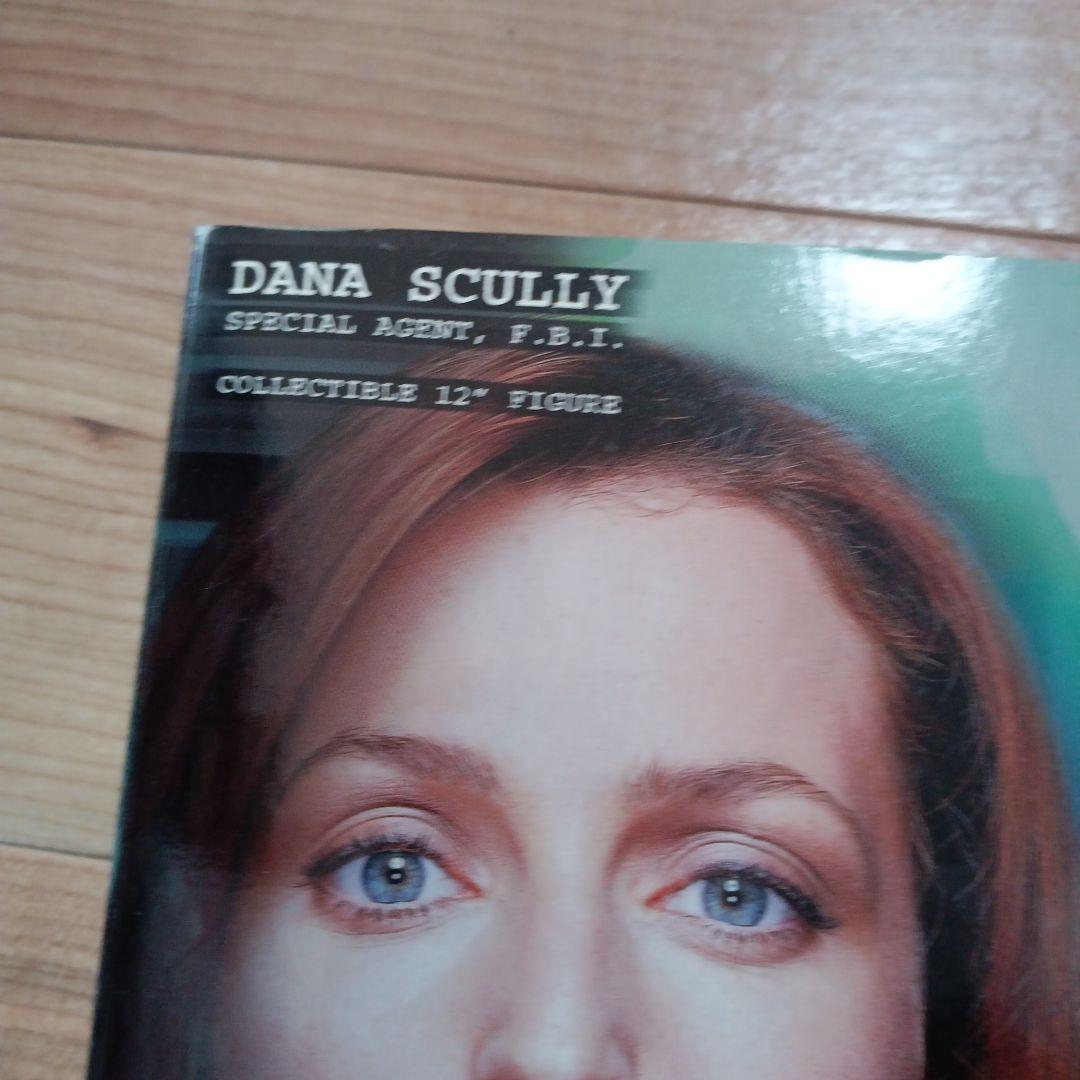 DANA SCULLY
SPECIAL AGENT, F.B.I.
COLLECTIBLE 12" FIGURE